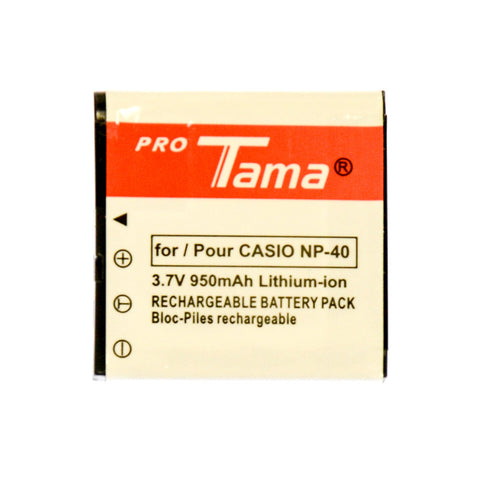 PRO Tama®
for / Pour CASIO NP-40
3.7V 950mAh Lithium-ion
RECHARGEABLE BATTERY PACK
Bloc-Piles rechargeable